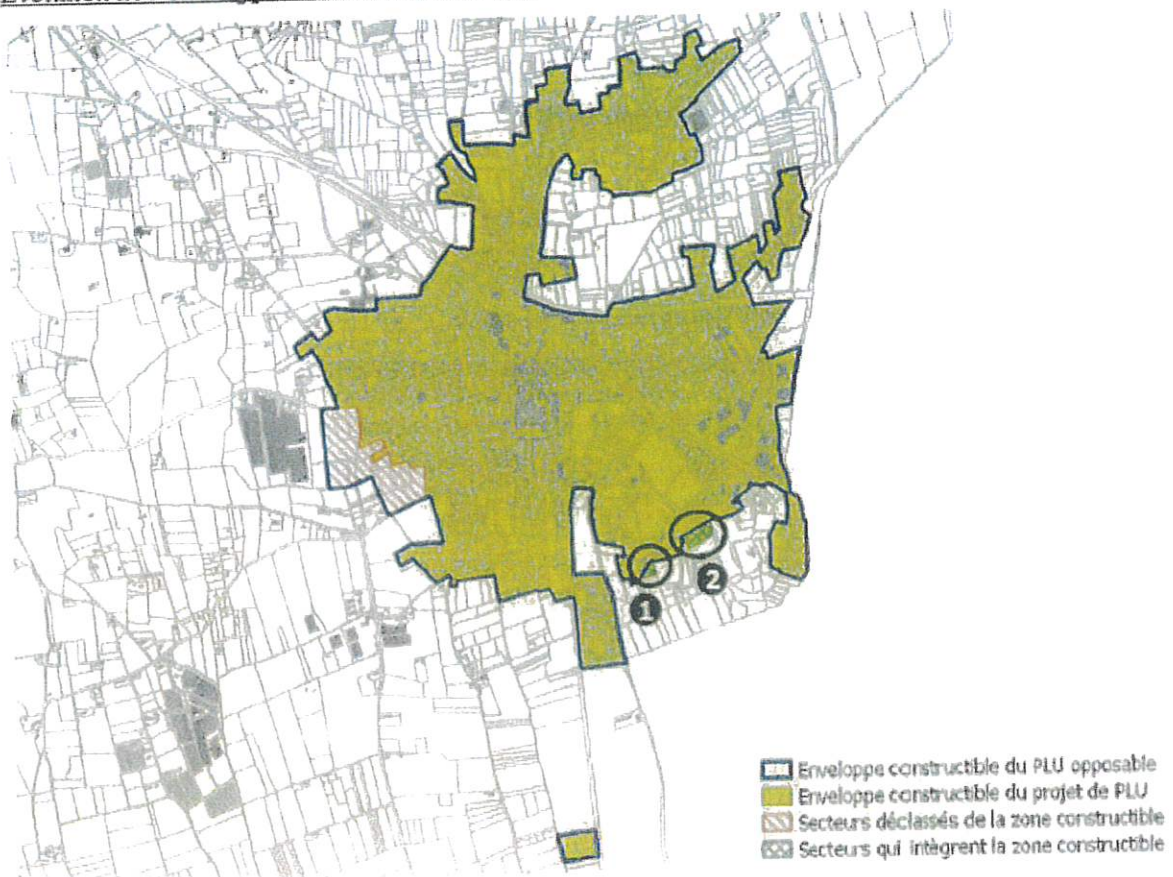 1
2
Enveloppe constructible du PLU opposable
Enveloppe constructible du projet de PLU
Secteurs déclassés de la zone constructible
Secteurs qui intègrent la zone constructible